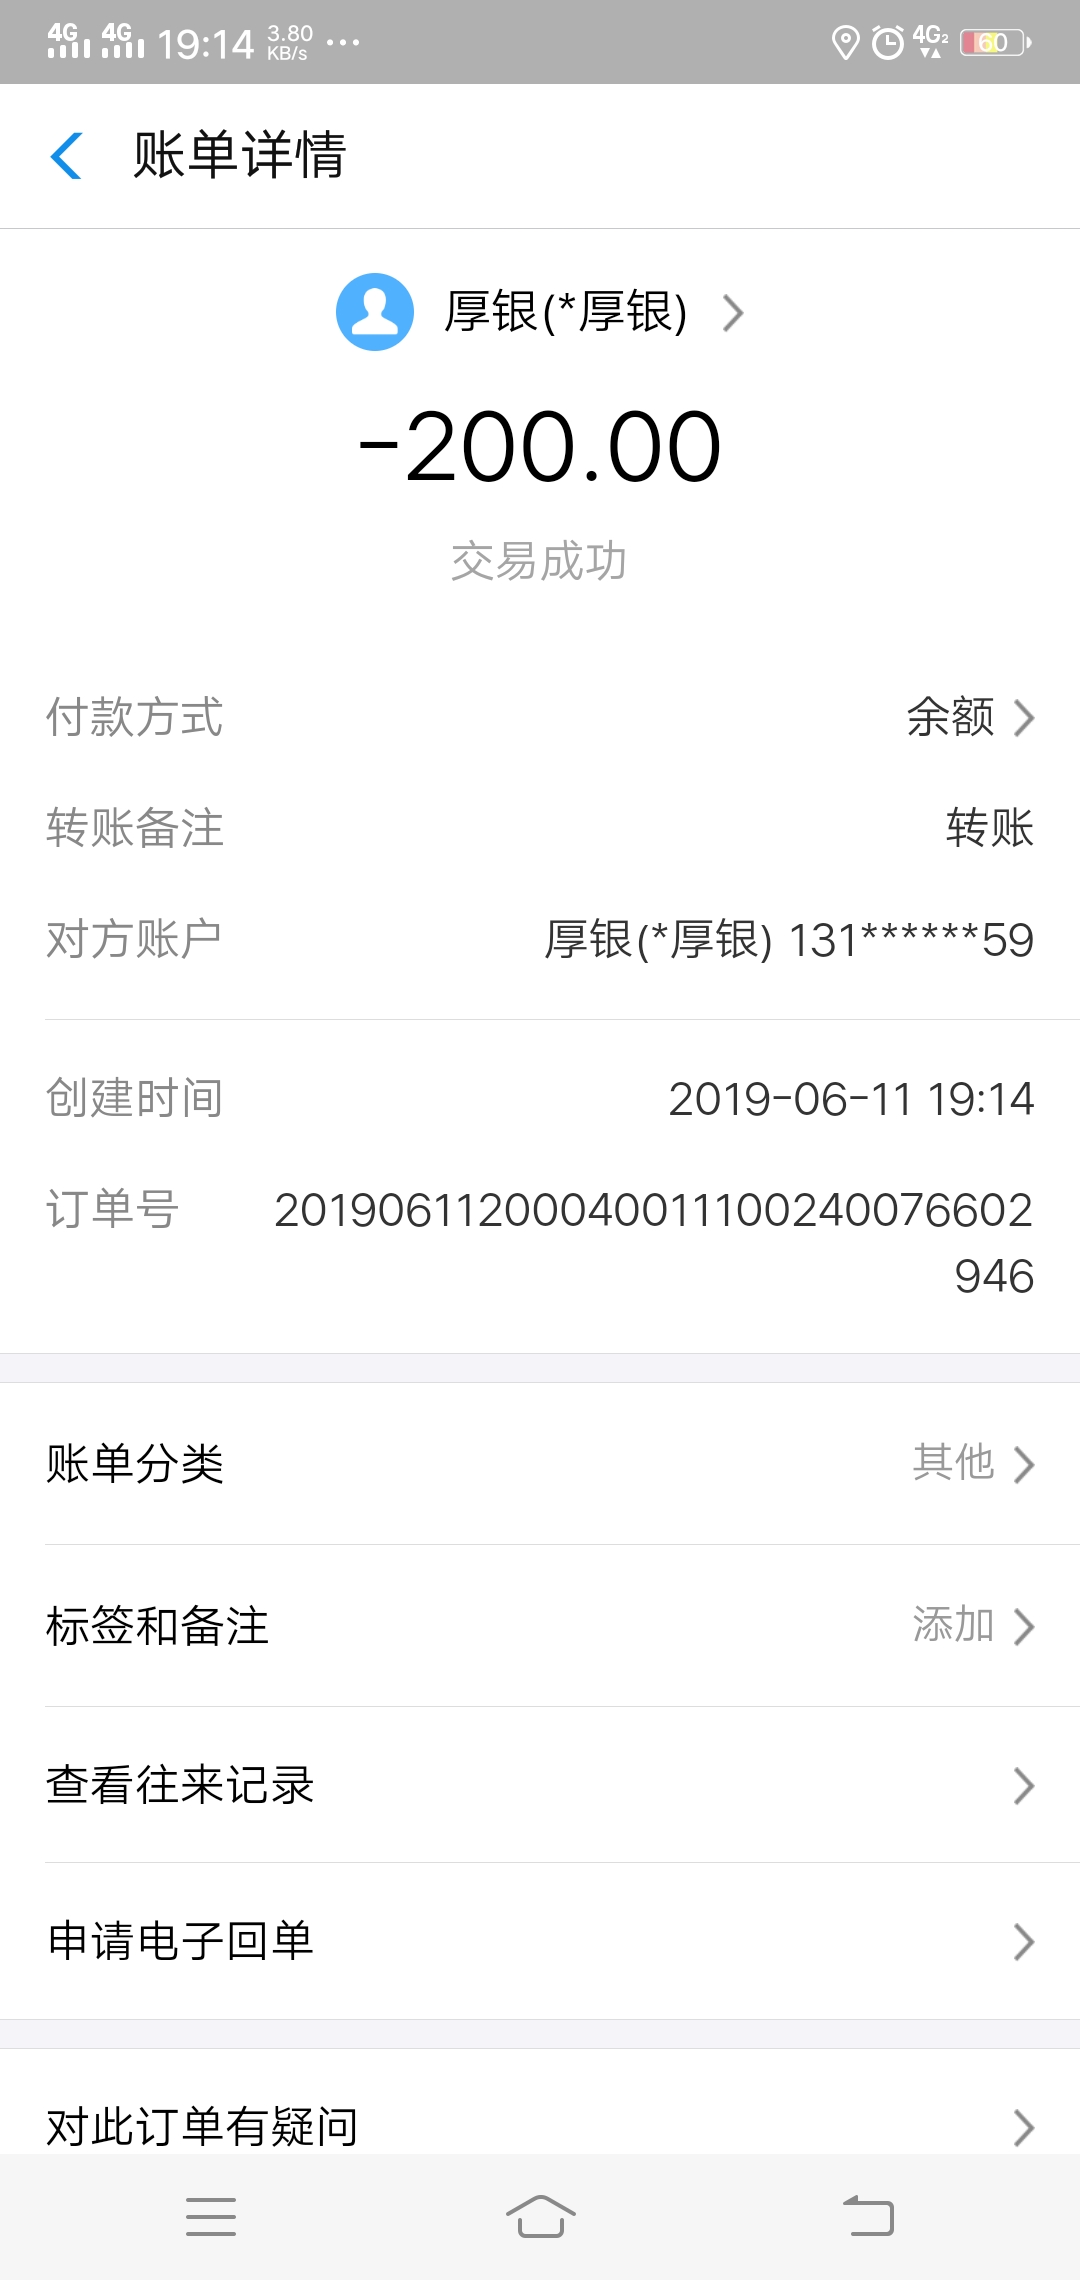 4G 4G 19:14 3.80 KB/s ... 4G2 60
账单详情
厚银(*厚银)
-200.00
交易成功
付款方式 余额
转账备注 转账
对方账户 厚银(*厚银) 131******59
创建时间 2019-06-11 19:14
订单号 20190611200040011100240076602
946
账单分类 其他
标签和备注 添加
查看往来记录
申请电子回单
对此订单有疑问